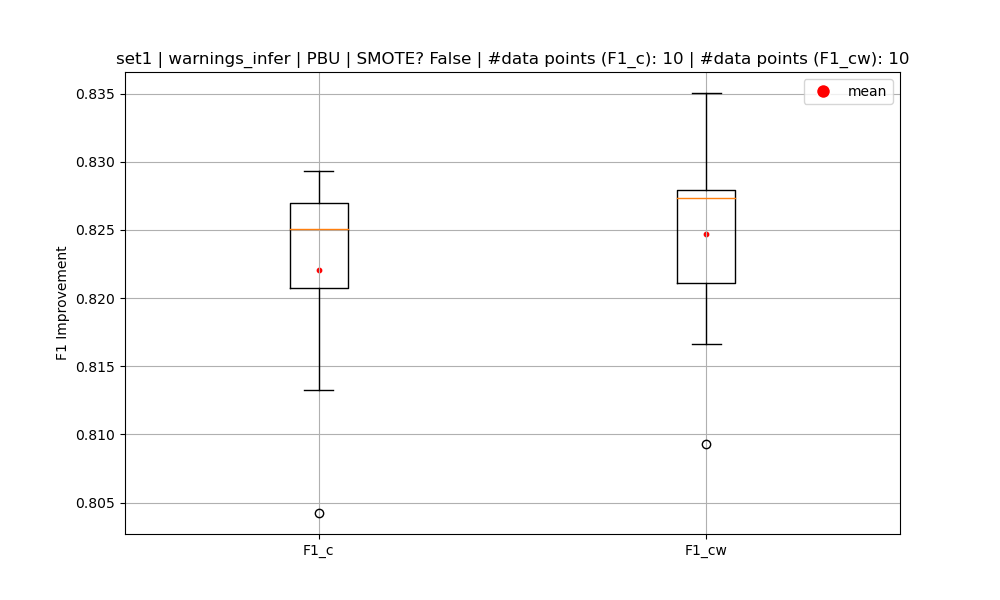 set1 | warnings_infer | PBU | SMOTE? False | #data points (F1_c): 10 | #data points (F1_cw): 10
mean
0.835
0.830
0.825
0.820
0.815
0.810
0.805
F1 Improvement
F1_c
F1_cw